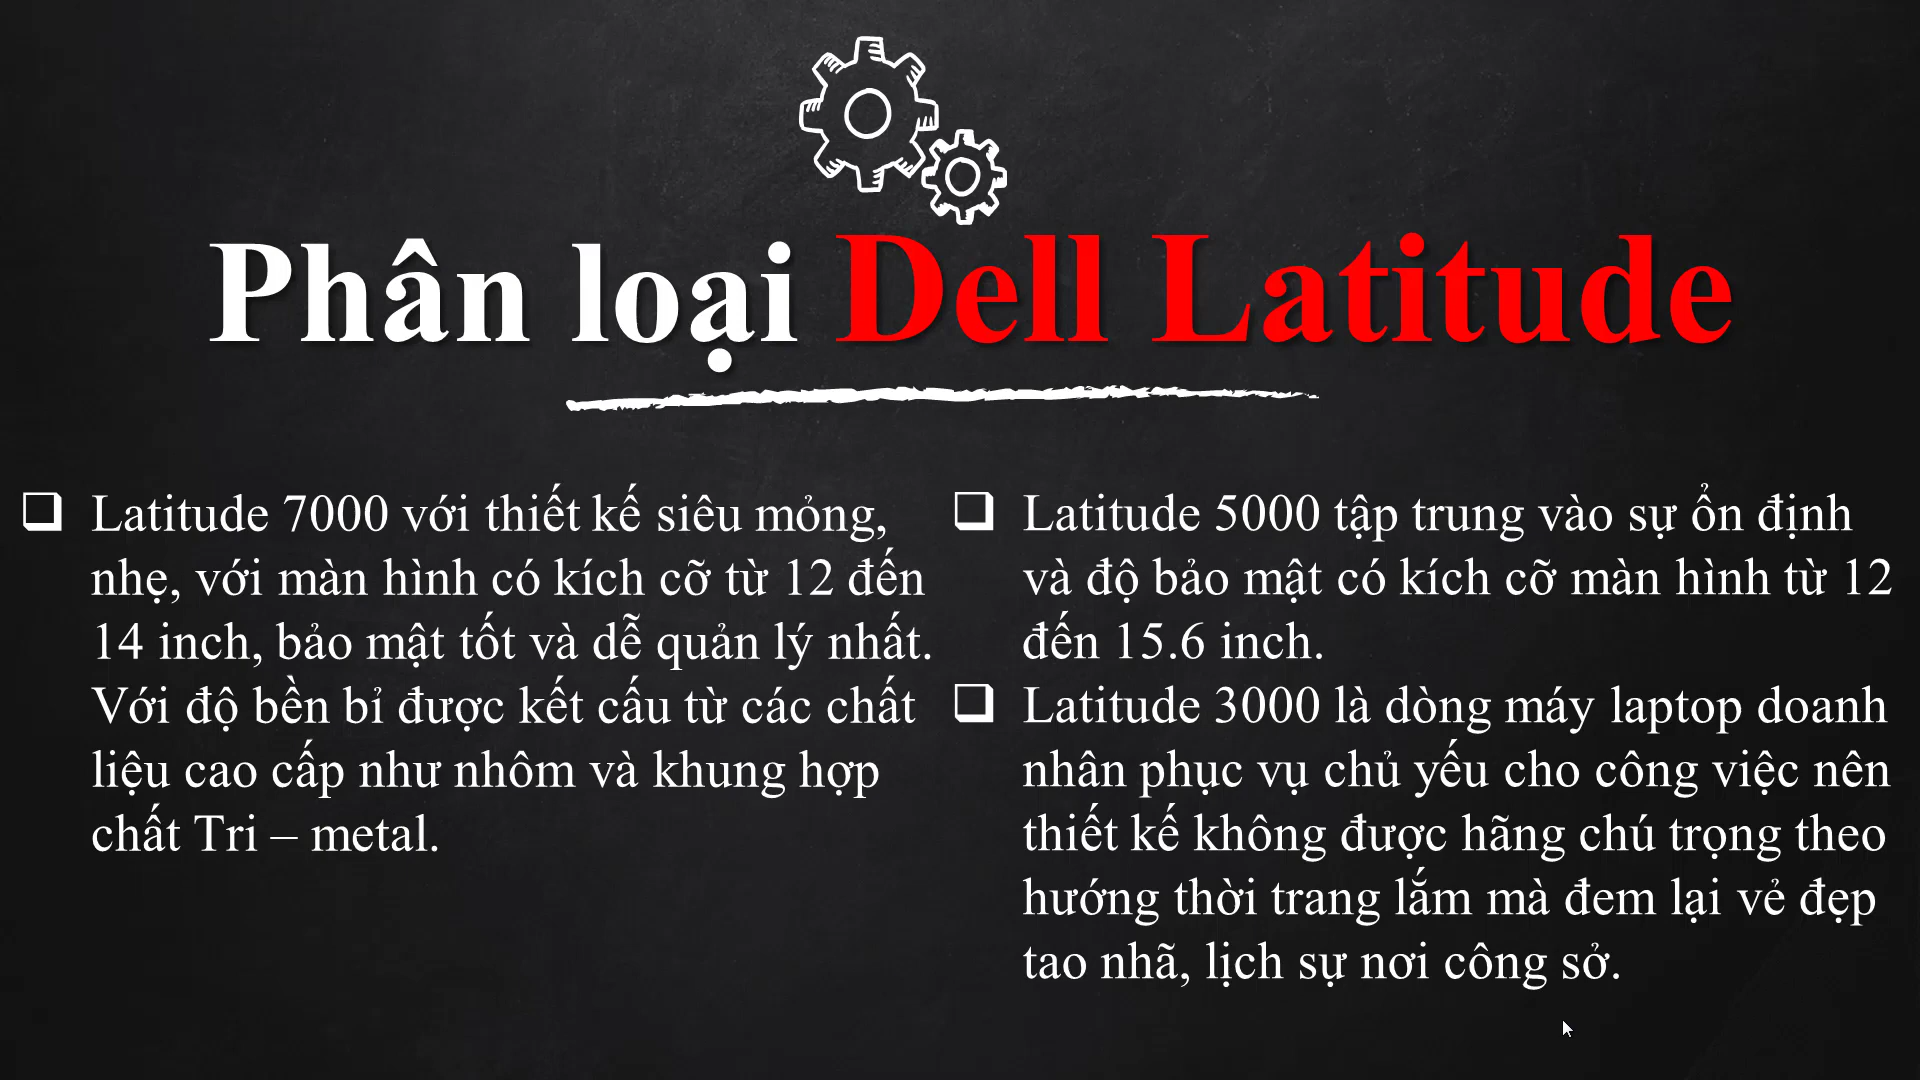 Phân loại Dell Latitude
Latitude 7000 với thiết kế siêu mỏng,
nhẹ, với màn hình có kích cỡ từ 12 đến
14 inch, bảo mật tốt và dễ quản lý nhất.
Với độ bền bỉ được kết cấu từ các chất
liệu cao cấp như nhôm và khung hợp
chất Tri – metal.
Latitude 5000 tập trung vào sự ổn định
và độ bảo mật có kích cỡ màn hình từ 12
đến 15.6 inch.
Latitude 3000 là dòng máy laptop doanh
nhân phục vụ chủ yếu cho công việc nên
thiết kế không được hãng chú trọng theo
hướng thời trang lắm mà đem lại vẻ đẹp
tao nhã, lịch sự nơi công sở.